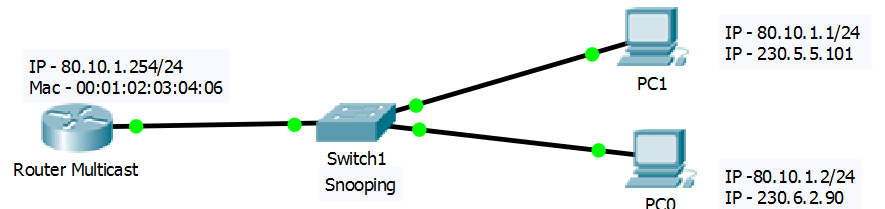 IP - 80.10.1.254/24
Mac - 00:01:02:03:04:06
Router Multicast
Switch1
Snooping
IP - 80.10.1.1/24
IP - 230.5.5.101
PC1
IP -80.10.1.2/24
IP - 230.6.2.90
PC0